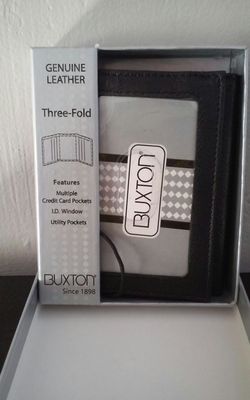 GENUINE
LEATHER
Three-Fold
Features
Multiple
Credit Card Pockets
I.D. Window
Utility Pockets
BUXTON®
Since 1898
BUXTON®